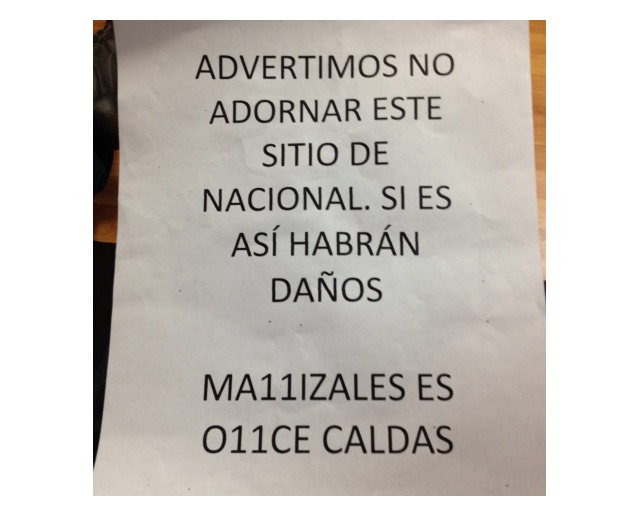 ADVERTIMOS NO
ADORNAR ESTE
SITIO DE
NACIONAL. SI ES
ASÍ HABRÁN
DAÑOS
MA11IZALES ES
O11CE CALDAS